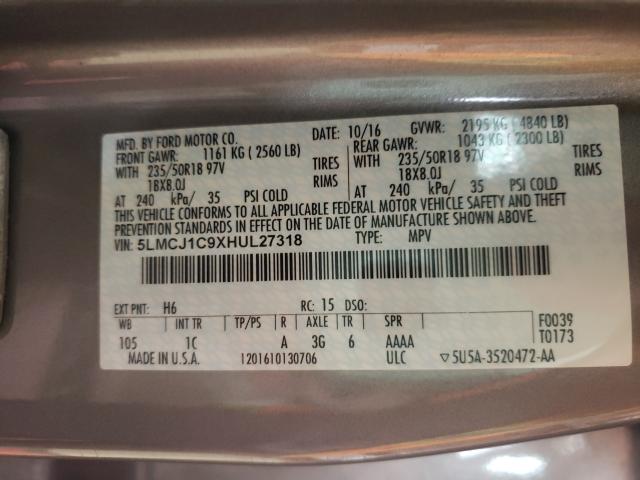 MFD. BY FORD MOTOR CO. DATE: 10/16 GVWR: 2195 KG (4840 LB)
FRONT GAWR: 1161 KG (2560 LB) REAR GAWR: 1043 KG (2300 LB)
WITH 235/50R18 97V TIRES WITH 235/50R18 97V TIRES
18X8.0J RIMS 18X8.0J RIMS
AT 240 kPa/ 35 PSI COLD AT 240 kPa/ 35 PSI COLD
THIS VEHICLE CONFORMS TO ALL APPLICABLE FEDERAL MOTOR VEHICLE SAFETY AND THEFT
PREVENTION STANDARDS IN EFFECT ON THE DATE OF MANUFACTURE SHOWN ABOVE.
VIN: 5LMCJ1C9XHUL27318 TYPE: MPV
EXT PNT: H6 RC: 15 DSO:
WB INT TR TP/PS R AXLE TR SPR F0039
105 1C A 3G 6 AAAA T0173
MADE IN U.S.A. 1201610130706 ULC ▽5U5A-3520472-AA